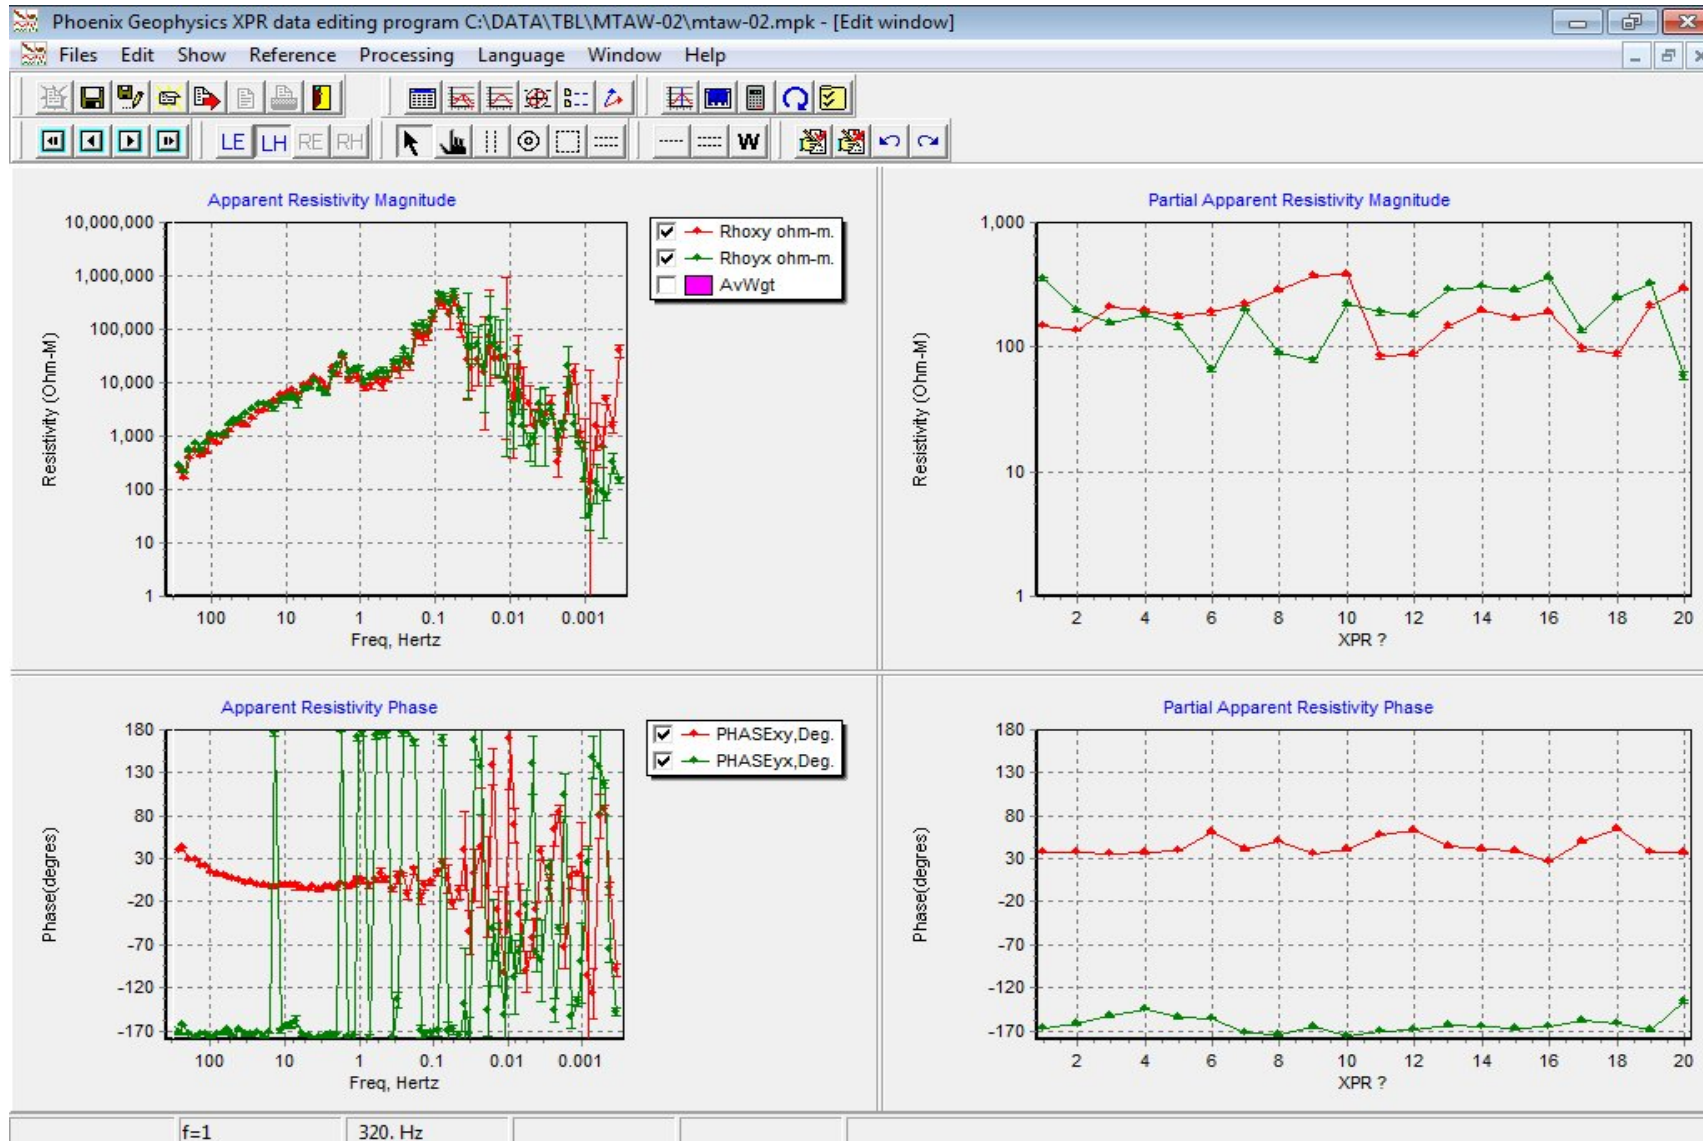 Phoenix Geophysics XPR data editing program C:\DATA\TBL\MTAW-02\mtaw-02.mpk - [Edit window]
Files Edit Show Reference Processing Language Window Help
LE LH RE RH W
Apparent Resistivity Magnitude
10,000,000
1,000,000
100,000
10,000
1,000
100
10
1
Resistivity (Ohm-M)
100 10 1 0.1 0.01 0.001
Freq, Hertz
Rhoxy ohm-m.
Rhoyx ohm-m.
AvWgt
Partial Apparent Resistivity Magnitude
1,000
100
10
1
Resistivity (Ohm-M)
2 4 6 8 10 12 14 16 18 20
XPR ?
Apparent Resistivity Phase
180
130
80
30
-20
-70
-120
-170
Phase(degres)
100 10 1 0.1 0.01 0.001
Freq, Hertz
PHASExy,Deg.
PHASEyx,Deg.
Partial Apparent Resistivity Phase
180
130
80
30
-20
-70
-120
-170
Phase(degres)
2 4 6 8 10 12 14 16 18 20
XPR ?
f=1 320. Hz